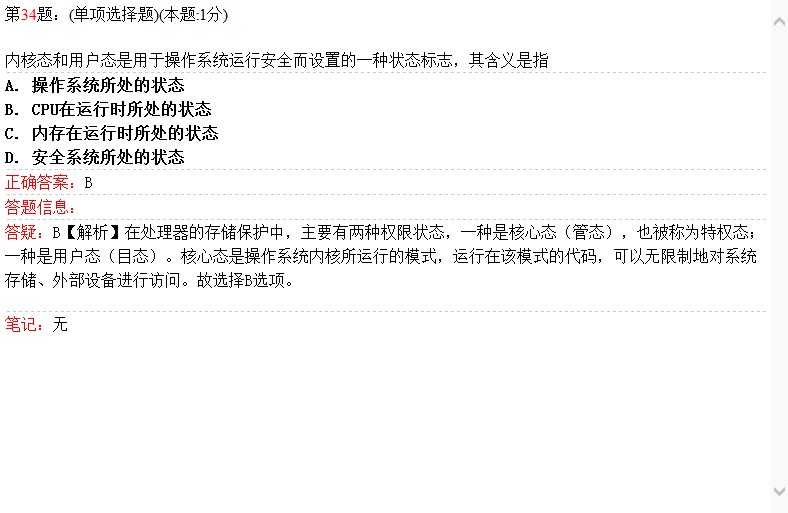 第34题：(单项选择题)(本题:1分)
内核态和用户态是用于操作系统运行安全而设置的一种状态标志，其含义是指
A. 操作系统所处的状态
B. CPU在运行时所处的状态
C. 内存在运行时所处的状态
D. 安全系统所处的状态
正确答案：B
答题信息：
答疑：B【解析】在处理器的存储保护中，主要有两种权限状态，一种是核心态（管态），也被称为特权态；
一种是用户态（目态）。核心态是操作系统内核所运行的模式，运行在该模式的代码，可以无限制地对系统
存储、外部设备进行访问。故选择B选项。
笔记：无